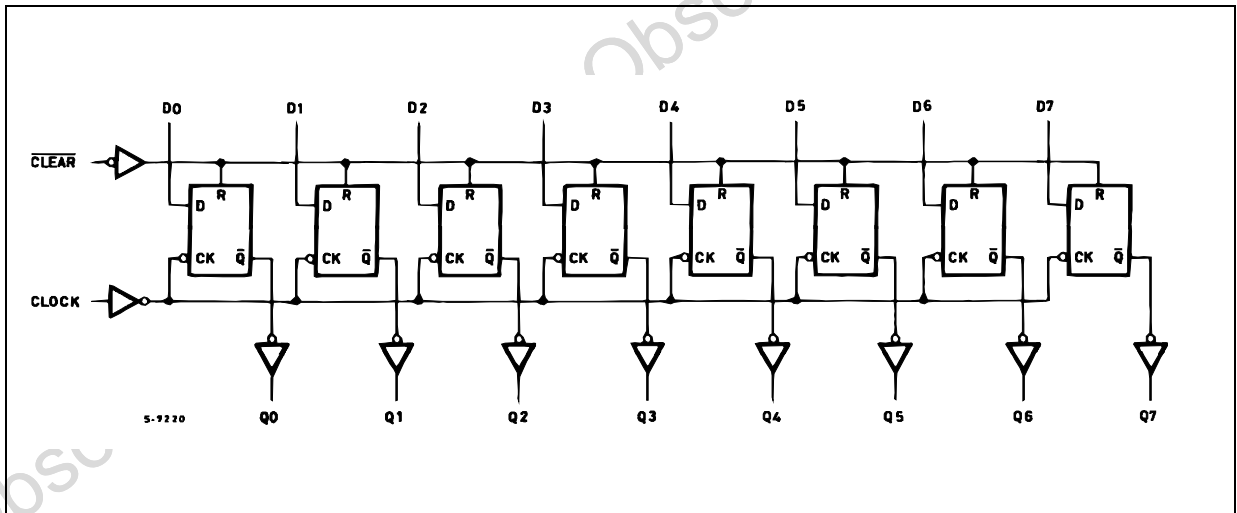 Obsc
D0 D1 D2 D3 D4 D5 D6 D7
CLEAR
R R R R R R R R
D D D D D D D D
CK Q̅ CK Q̅ CK Q̅ CK Q̅ CK Q̅ CK Q̅ CK Q̅ CK Q̅
CLOCK
S-9220 Q0 Q1 Q2 Q3 Q4 Q5 Q6 Q7